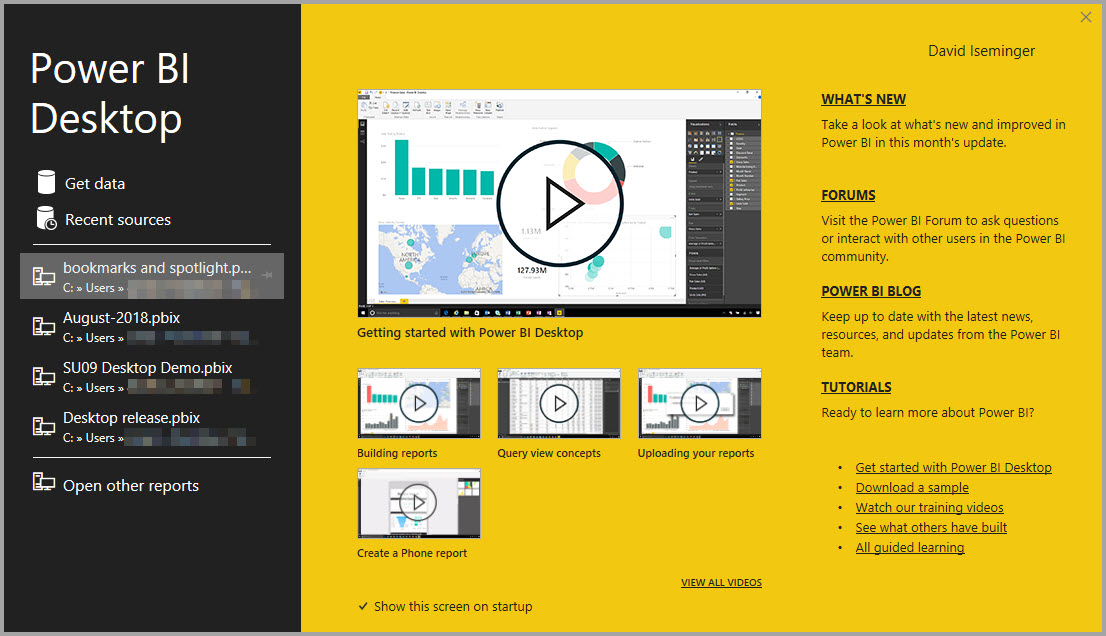 Power BI
Desktop
Get data
Recent sources
bookmarks and spotlight.p...
C: » Users »
August-2018.pbix
C: » Users »
SU09 Desktop Demo.pbix
C: » Users »
Desktop release.pbix
C: » Users »
Open other reports
1.13M
127.93M
NORTH
AMERICA
Getting started with Power BI Desktop
Building reports
Query view concepts
Uploading your reports
Create a Phone report
VIEW ALL VIDEOS
Show this screen on startup
David Iseminger
WHAT'S NEW
Take a look at what's new and improved in
Power BI in this month's update.
FORUMS
Visit the Power BI Forum to ask questions
or interact with other users in the Power BI
community.
POWER BI BLOG
Keep up to date with the latest news,
resources, and updates from the Power BI
team.
TUTORIALS
Ready to learn more about Power BI?
• Get started with Power BI Desktop
• Download a sample
• Watch our training videos
• See what others have built
• All guided learning